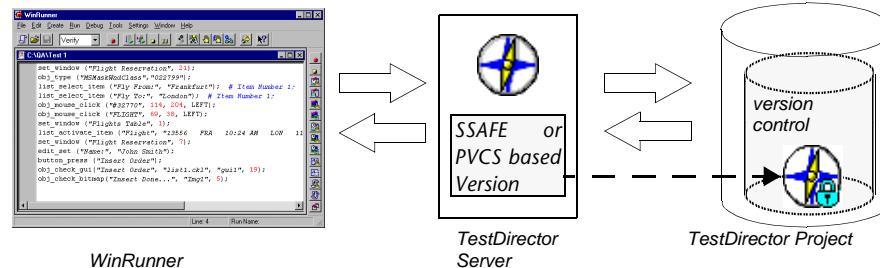 WinRunner
File Edit Create Run Debug Tools Settings Window Help
Verify
C:\QA\Test 1
set_window ("Flight Reservation", 21);
obj_type ("MSMaskWndClass","022799");
list_select_item ("Fly From:", "Frankfurt"); # Item Number 1;
list_select_item ("Fly To:", "London"); # Item Number 1;
obj_mouse_click ("#32770", 114, 204, LEFT);
obj_mouse_click ("FLIGHT", 69, 38, LEFT);
set_window ("Flights Table", 1);
list_activate_item ("Flight", "13556 FRA 10:24 AM LON 11
set_window ("Flight Reservation", 7);
edit_set ("Name:", "John Smith");
button_press ("Insert Order");
obj_check_gui("Insert Order", "list1.ckl", "gui1", 19);
obj_check_bitmap("Insert Done...", "Img1", 5);
Line: 4 Run Name:
WinRunner
SSAFE or
PVCS based
Version
TestDirector
Server
version
control
TestDirector Project